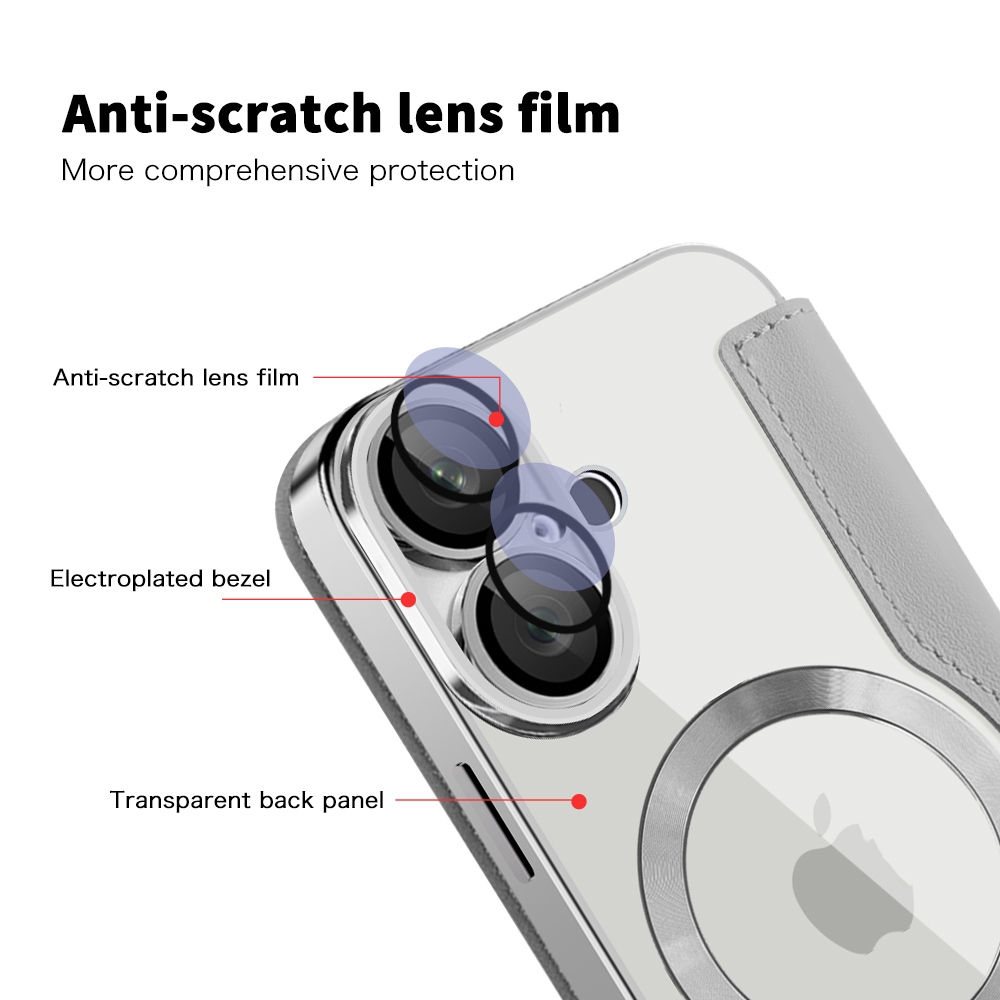 Anti-scratch lens film
More comprehensive protection
Anti-scratch lens film
Electroplated bezel
Transparent back panel